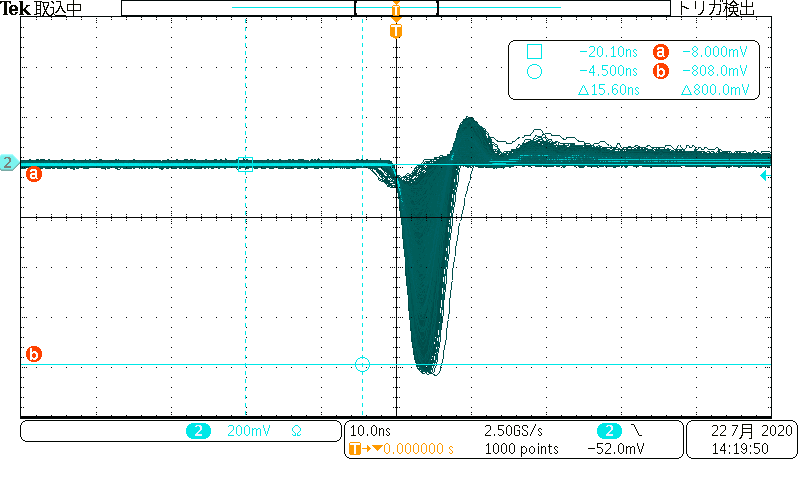 Tek 取込中
トリガ検出
T
T
□ -20.10ns a -8.000mV
○ -4.500ns b -808.0mV
△15.60ns △800.0mV
2
a
b
2 200mV Ω
10.0ns 2.50GS/s 2
T→▼0.000000 s 1000 points -52.0mV
22 7月 2020
14:19:50